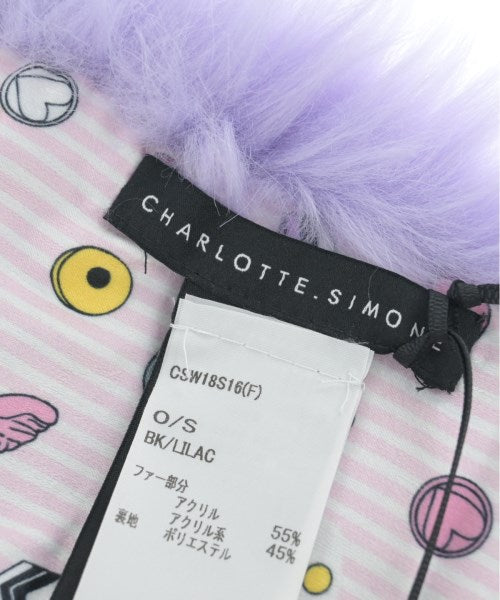 CHARLOTTE.SIMONE
CSW18S16(F)
O/S
BK/LILAC
ファー部分
アクリル
裏地 アクリル系 55%
ポリエステル 45%